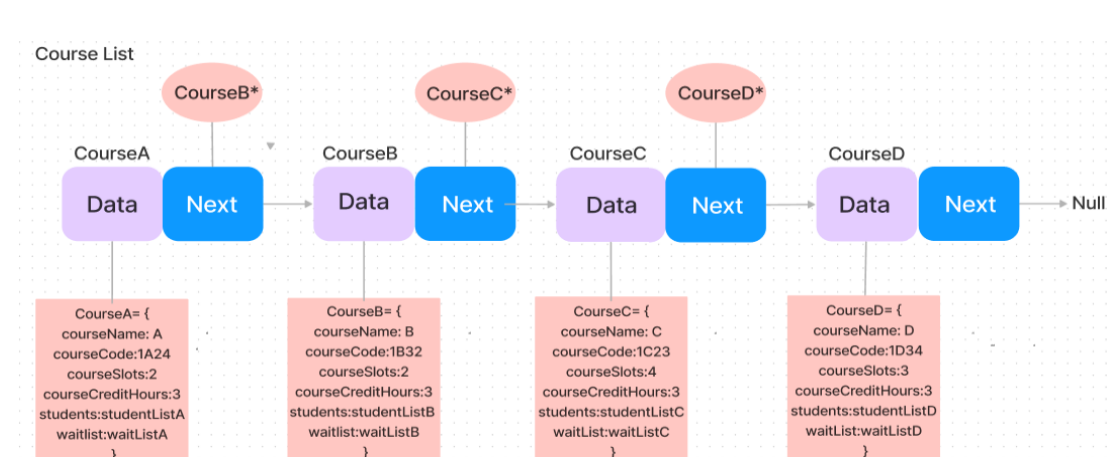 Course List
CourseB*
CourseC*
CourseD*
CourseA
CourseB
CourseC
CourseD
Data
Next
Data
Next
Data
Next
Data
Next
Null
CourseA= {
courseName: A
courseCode:1A24
courseSlots:2
courseCreditHours:3
students:studentListA
waitlist:waitListA
}
CourseB= {
courseName: B
courseCode:1B32
courseSlots:2
courseCreditHours:3
students:studentListB
waitlist:waitListB
}
CourseC= {
courseName: C
courseCode:1C23
courseSlots:4
courseCreditHours:3
students:studentListC
waitList:waitListC
}
CourseD= {
courseName: D
courseCode:1D34
courseSlots:3
courseCreditHours:3
students:studentListD
waitList:waitListD
}